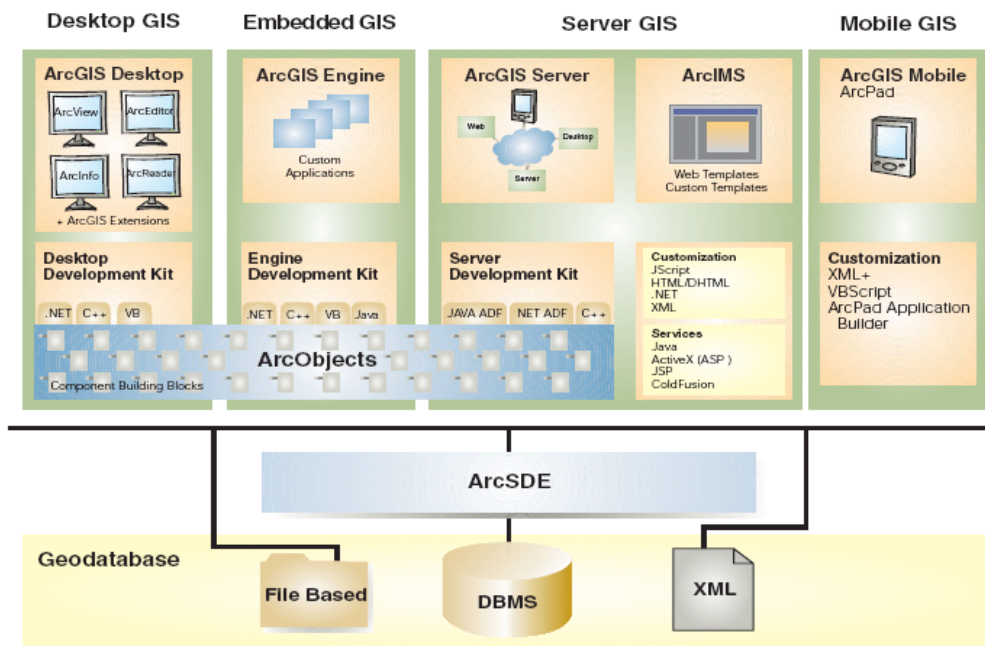 Desktop GIS
Embedded GIS
Server GIS
Mobile GIS
ArcGIS Desktop
ArcView
ArcEditor
ArcInfo
ArcReader
+ ArcGIS Extensions
ArcGIS Engine
Custom
Applications
ArcGIS Server
Web
Desktop
Server
ArcIMS
Web Templates
Custom Templates
ArcGIS Mobile
ArcPad
Desktop
Development Kit
.NET
C++
VB
Engine
Development Kit
.NET
C++
VB
Java
Server
Development Kit
JAVA ADF
.NET ADF
C++
Customization
JScript
HTML/DHTML
.NET
XML
Services
Java
ActiveX (ASP )
JSP
ColdFusion
Customization
XML+
VBScript
ArcPad Application
Builder
ArcObjects
Component Building Blocks
ArcSDE
Geodatabase
File Based
DBMS
XML